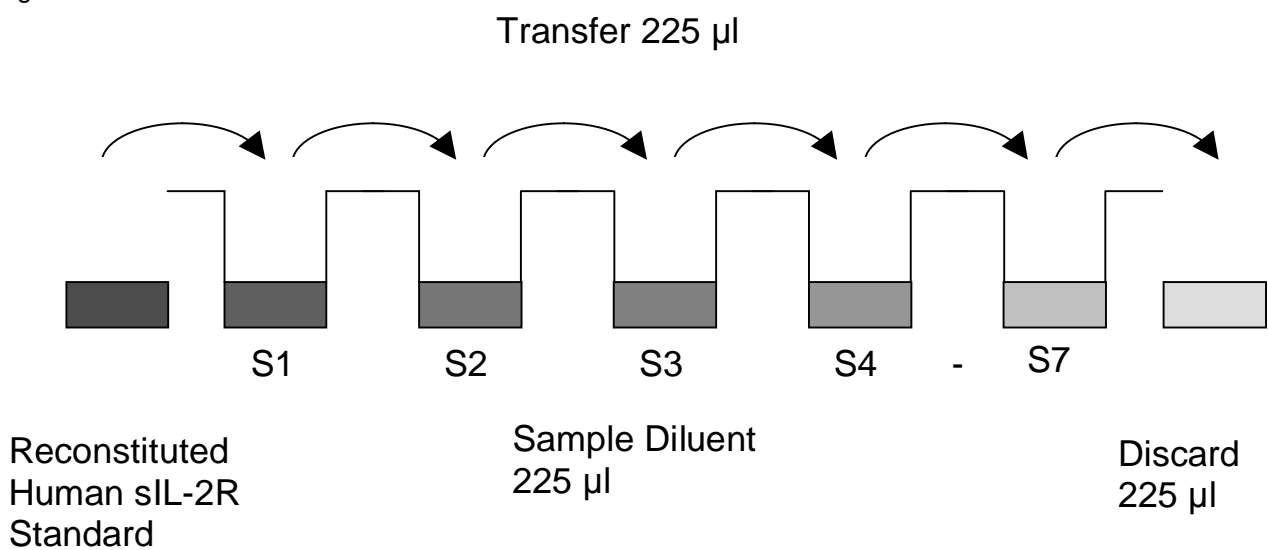 Transfer 225 µl
S1 S2 S3 S4 - S7
Reconstituted
Human sIL-2R
Standard
Sample Diluent
225 µl
Discard
225 µl